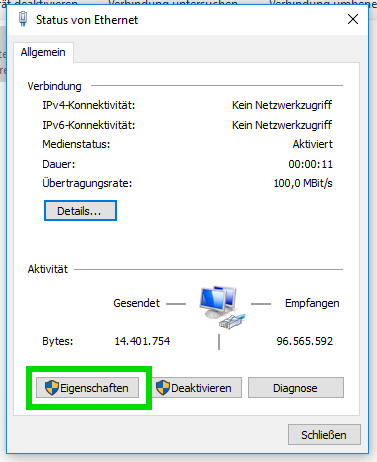 ät deaktivieren Verbindung untersuchen Verbindung umbene
Status von Ethernet
Allgemein
Verbindung
IPv4-Konnektivität: Kein Netzwerkzugriff
IPv6-Konnektivität: Kein Netzwerkzugriff
Medienstatus: Aktiviert
Dauer: 00:00:11
Übertragungsrate: 100,0 MBit/s
Details...
Aktivität
Gesendet Empfangen
Bytes: 14.401.754 96.565.592
Eigenschaften Deaktivieren Diagnose
Schließen